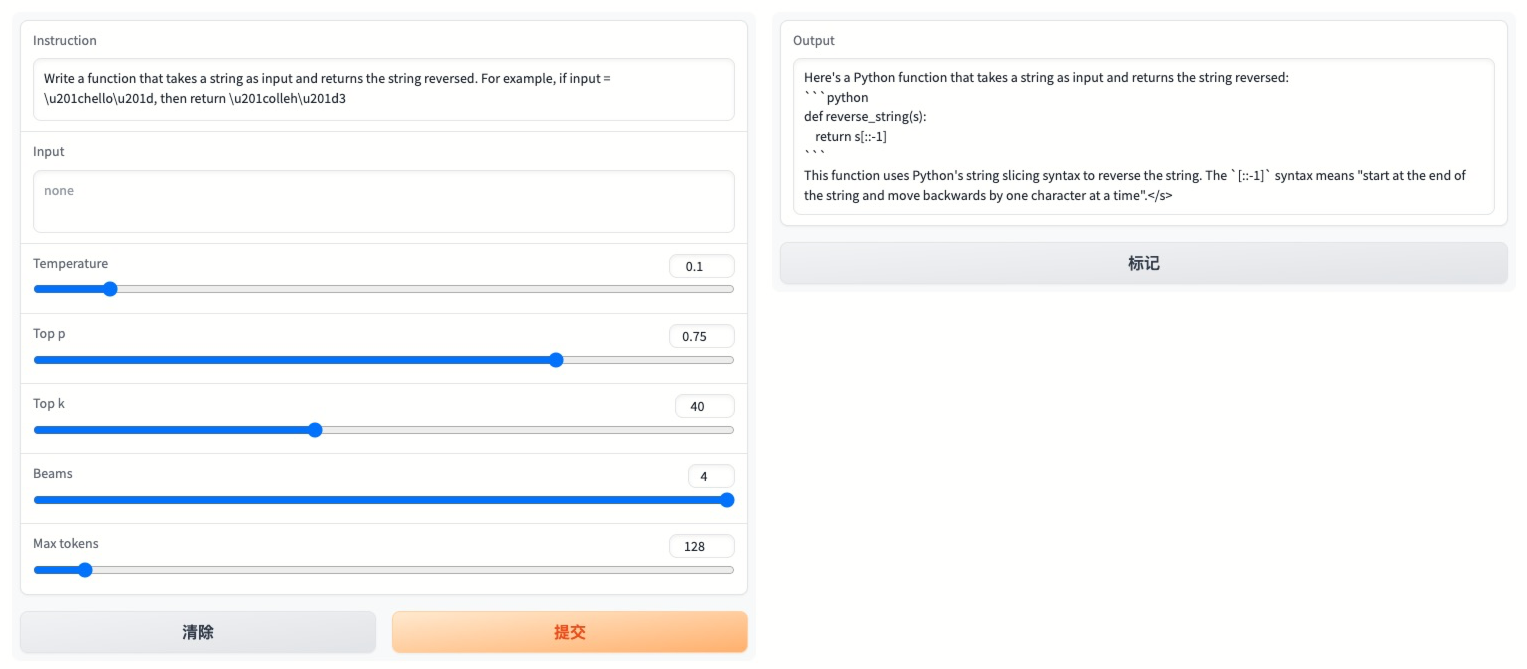 Instruction
Write a function that takes a string as input and returns the string reversed. For example, if input =
\u201chello\u201d, then return \u201colleh\u201d3
Input
none
Temperature
0.1
Top p
0.75
Top k
40
Beams
4
Max tokens
128
清除
提交
Output
Here's a Python function that takes a string as input and returns the string reversed:
```python
def reverse_string(s):
    return s[::-1]
```
This function uses Python's string slicing syntax to reverse the string. The `[::-1]` syntax means "start at the end of
the string and move backwards by one character at a time".</s>
标记